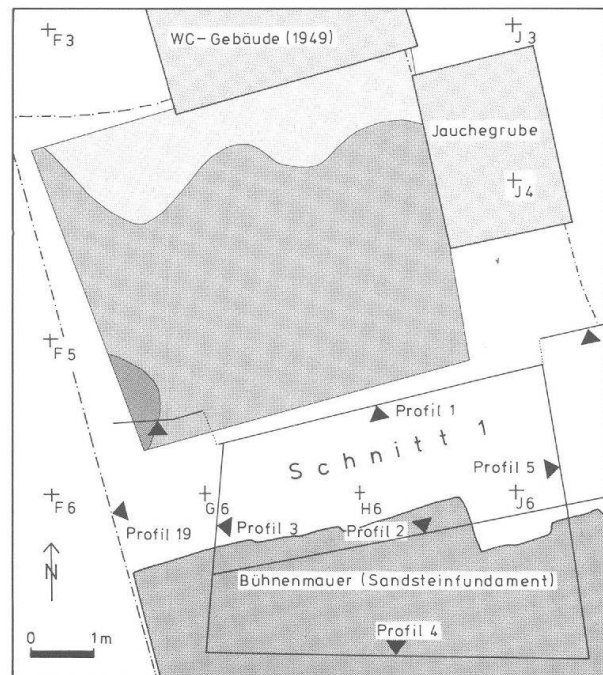 F3
WC-Gebäude (1949)
J3
Jauchegrube
J4
F5
Profil 1
Schnitt 1
Profil 5
F6
G6
H6
J6
Profil 19
Profil 3
Profil 2
N
Bühnenmauer (Sandsteinfundament)
Profil 4
0 1m